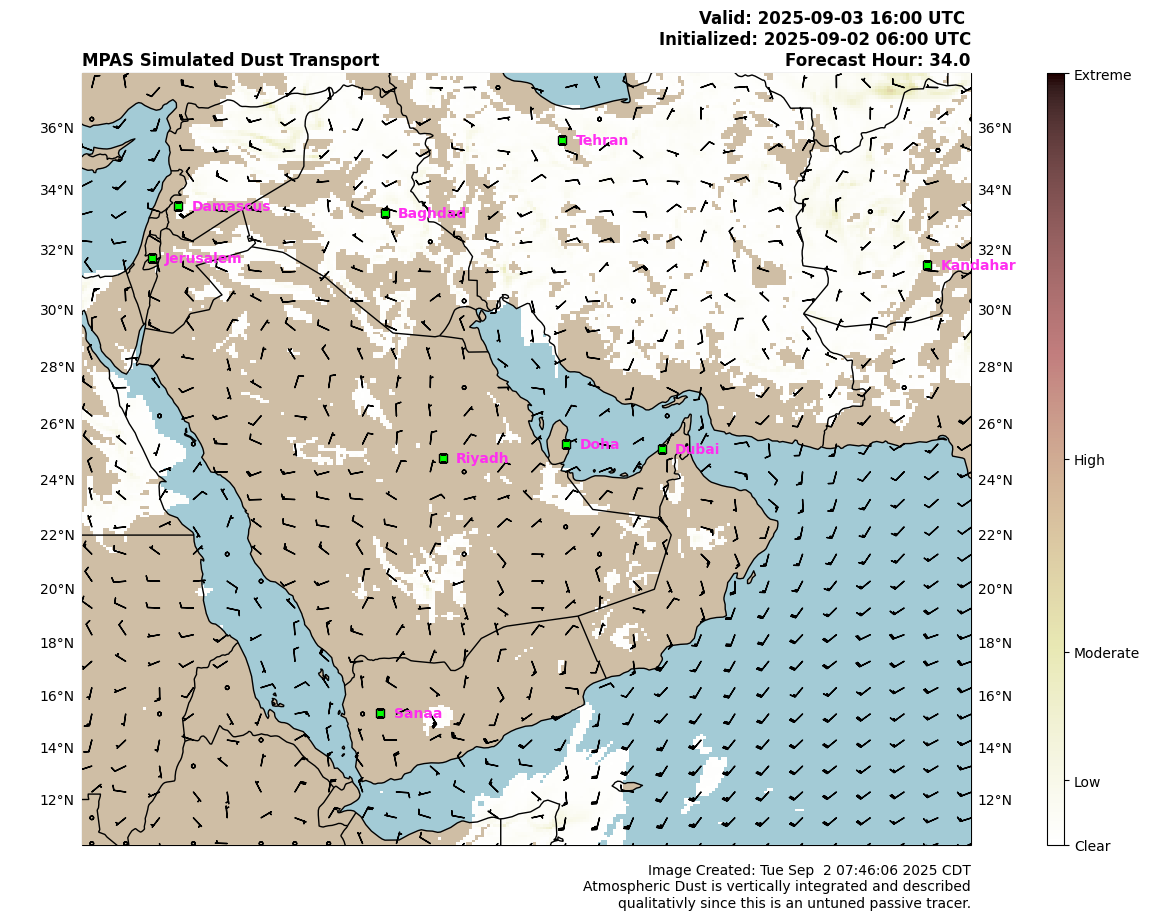 Valid: 2025-09-03 16:00 UTC
Initialized: 2025-09-02 06:00 UTC
MPAS Simulated Dust Transport
Forecast Hour: 34.0
Extreme
36°N
36°N
Tehran
34°N
34°N
Damascus
Baghdad
32°N
32°N
Jerusalem
Kandahar
30°N
30°N
28°N
28°N
26°N
26°N
Doha
Dubai
Riyadh
High
24°N
24°N
22°N
22°N
20°N
20°N
18°N
18°N
Moderate
16°N
16°N
Sanaa
14°N
14°N
Low
12°N
12°N
Clear
Image Created: Tue Sep  2 07:46:06 2025 CDT
Atmospheric Dust is vertically integrated and described
qualitativly since this is an untuned passive tracer.